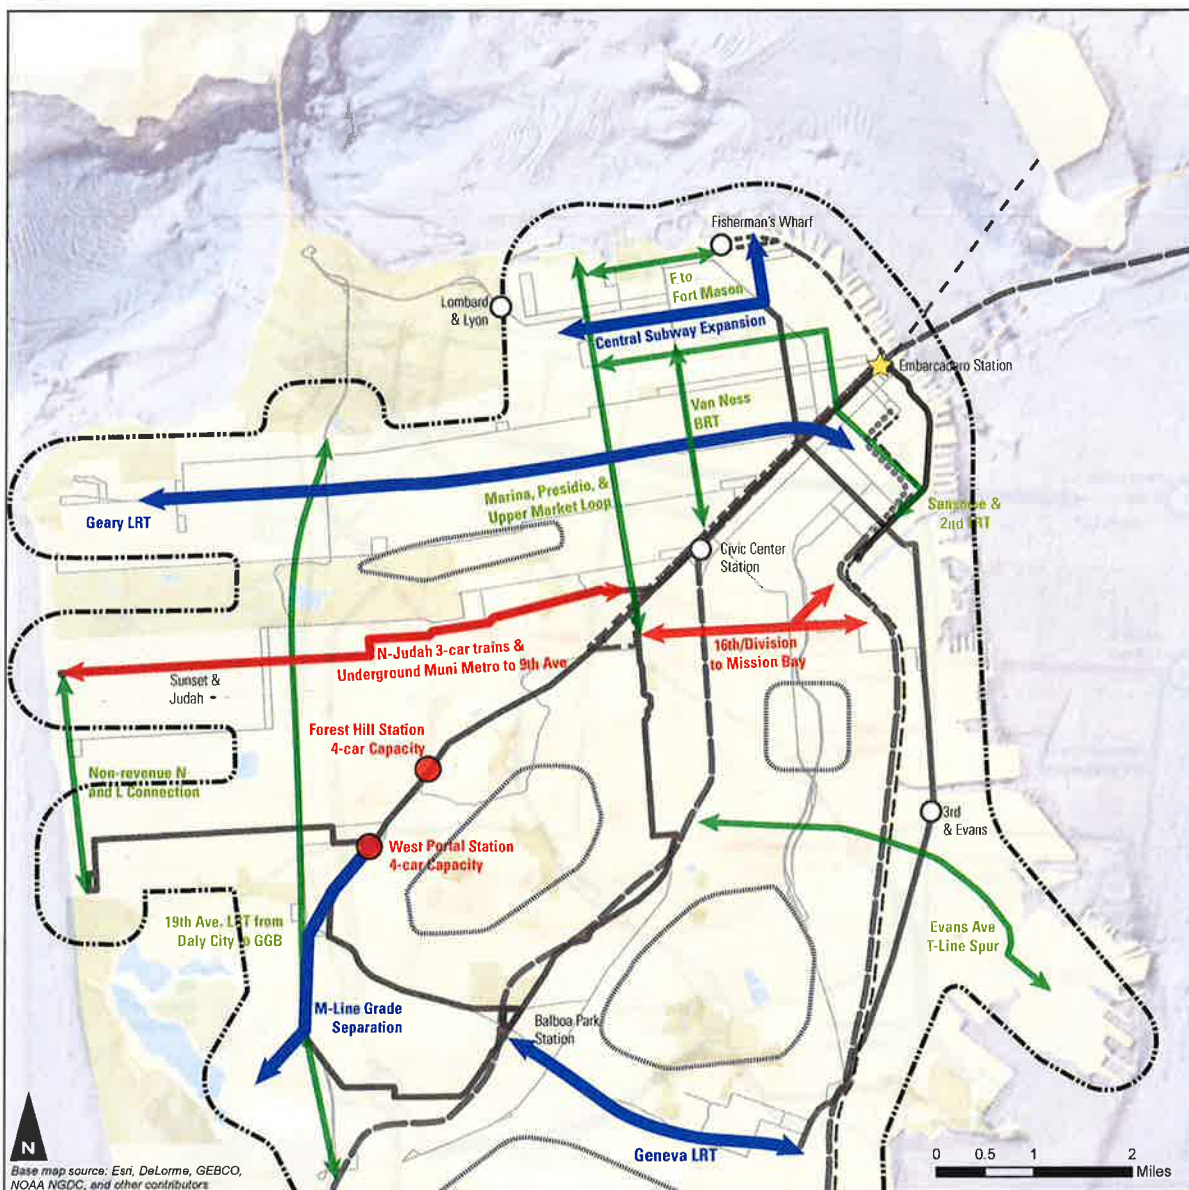 Fisherman's Wharf
F to
Fort Mason
Lombard
& Lyon
Central Subway Expansion
Embarcadero Station
Van Ness
BRT
Marina, Presidio, &
Upper Market Loop
Geary LRT
Sansome &
2nd LRT
Civic Center
Station
N-Judah 3-car trains &
Underground Muni Metro to 9th Ave
16th/Division
to Mission Bay
Sunset &
Judah
Forest Hill Station
4-car Capacity
Non-revenue N
and L Connection
3rd
& Evans
West Portal Station
4-car Capacity
19th Ave. LRT from
Daly City to GGB
Evans Ave
T-Line Spur
M-Line Grade
Separation
Balboa Park
Station
Geneva LRT
N
Base map source: Esri, DeLorme, GEBCO,
NOAA NGDC, and other contributors
0 0.5 1 2
Miles